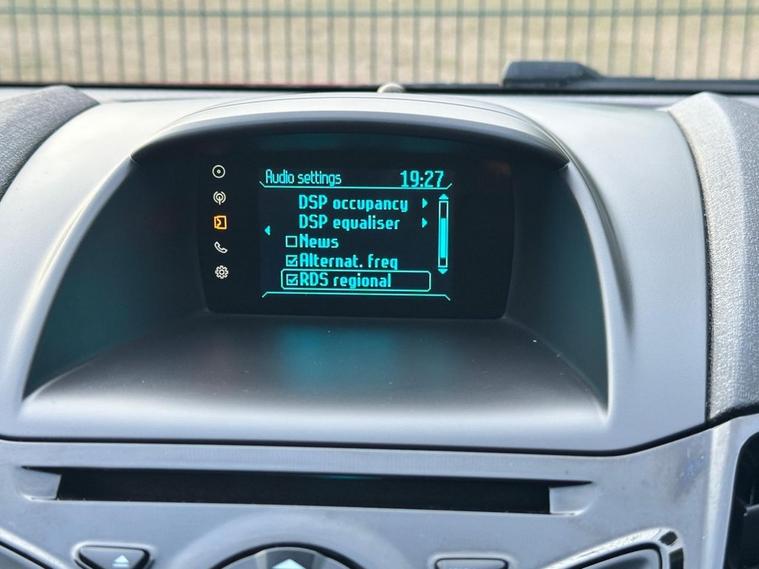 Audio settings 19:27
DSP occupancy
DSP equaliser
News
Alternat. freq
RDS regional